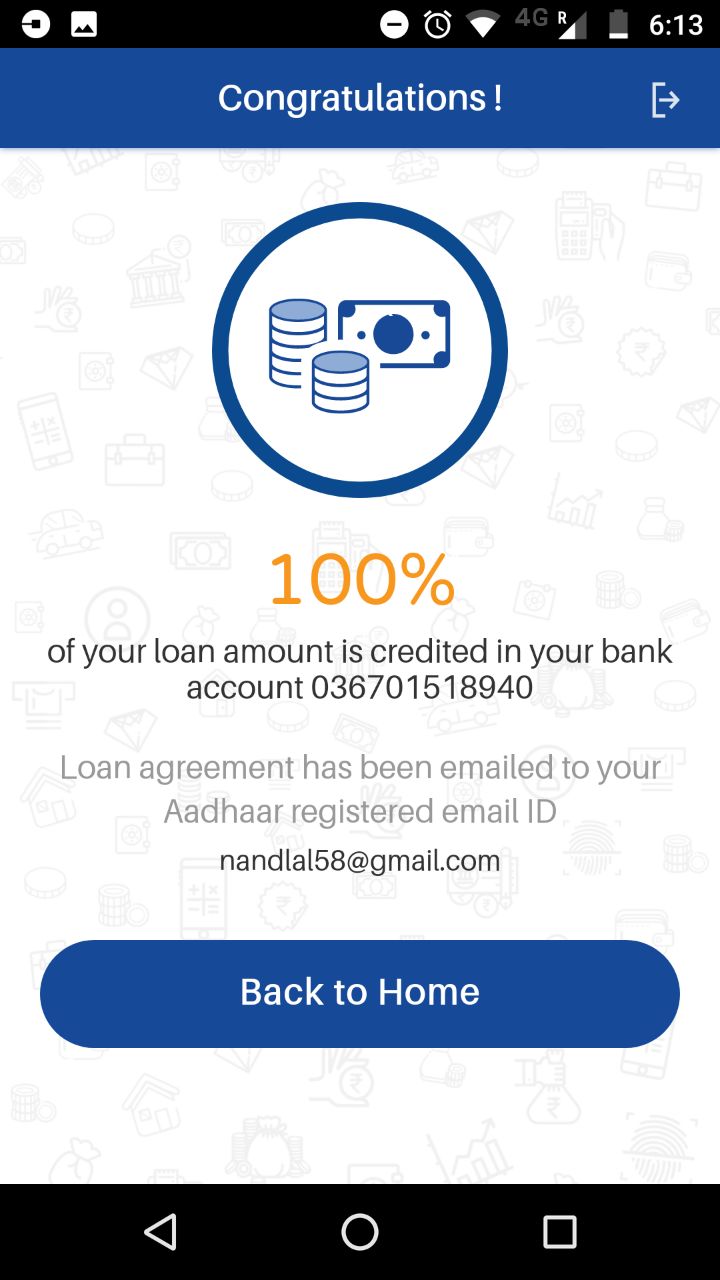 4G R 6:13
Congratulations !
100%
of your loan amount is credited in your bank
account 036701518940
Loan agreement has been emailed to your
Aadhaar registered email ID
nandlal58@gmail.com
Back to Home